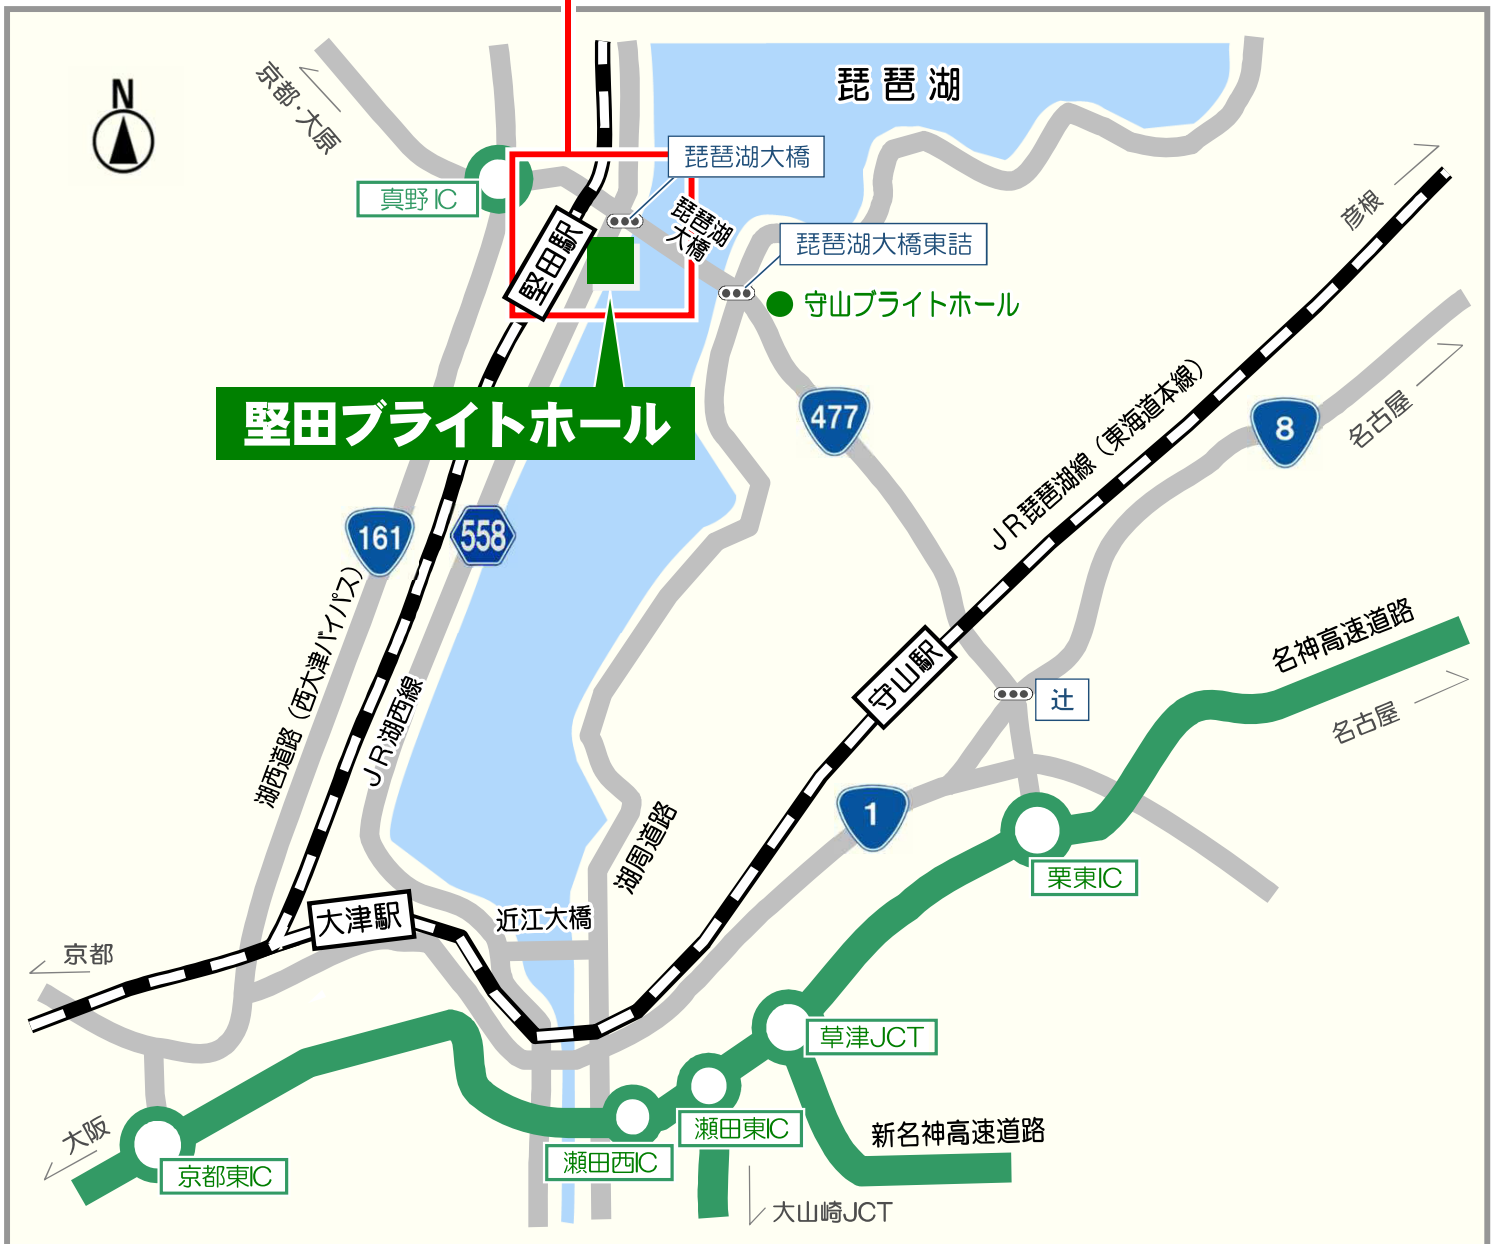 N
京都・大原
琵琶湖
琵琶湖大橋
真野IC
琵琶湖
大橋
琵琶湖大橋東詰
彦根
堅田駅
守山ブライトホール
堅田ブライトホール
477
8
名古屋
JR琵琶湖線（東海道本線）
161
558
湖西道路（西大津バイパス）
JR湖西線
守山駅
名神高速道路
辻
名古屋
1
湖周道路
栗東IC
大津駅
近江大橋
京都
草津JCT
大阪
瀬田東IC
新名神高速道路
瀬田西IC
京都東IC
大山崎JCT